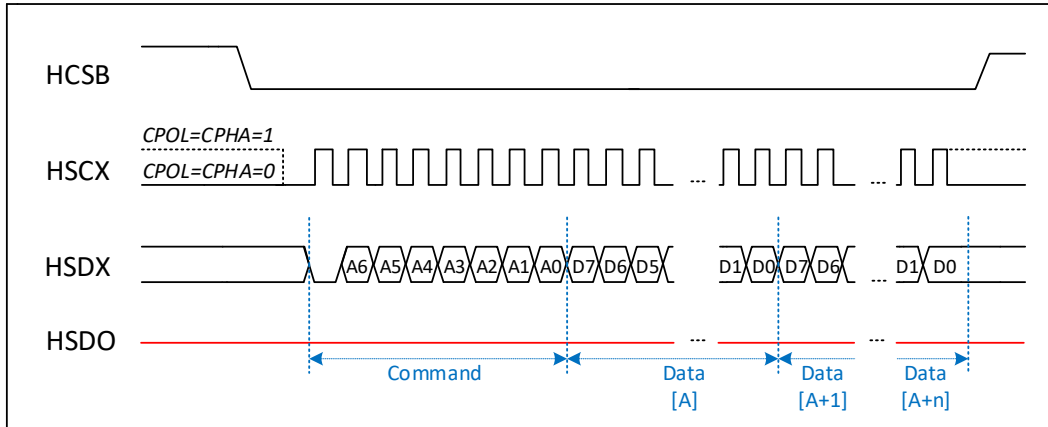 HCSB
CPOL=CPHA=1
HSCX
CPOL=CPHA=0
...
...
HSDX
A6 A5 A4 A3 A2 A1 A0 D7 D6 D5 ... D1 D0 D7 D6 ... D1 D0
HSDO
...
...
Command Data Data Data
[A] [A+1] [A+n]